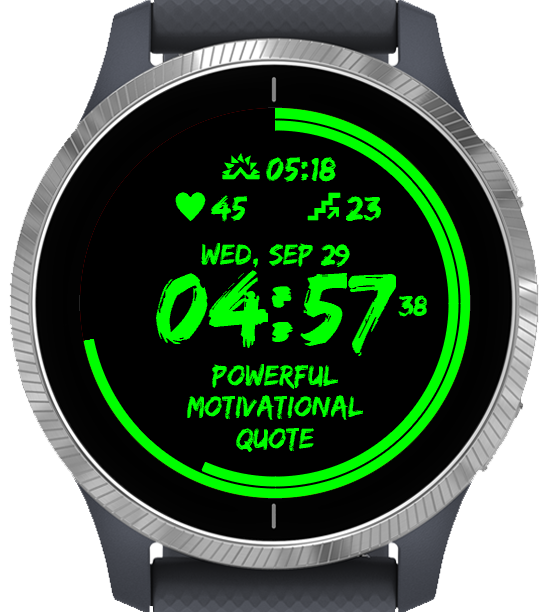 05:18
45 23
WED, SEP 29
04:57 38
POWERFUL
MOTIVATIONAL
QUOTE